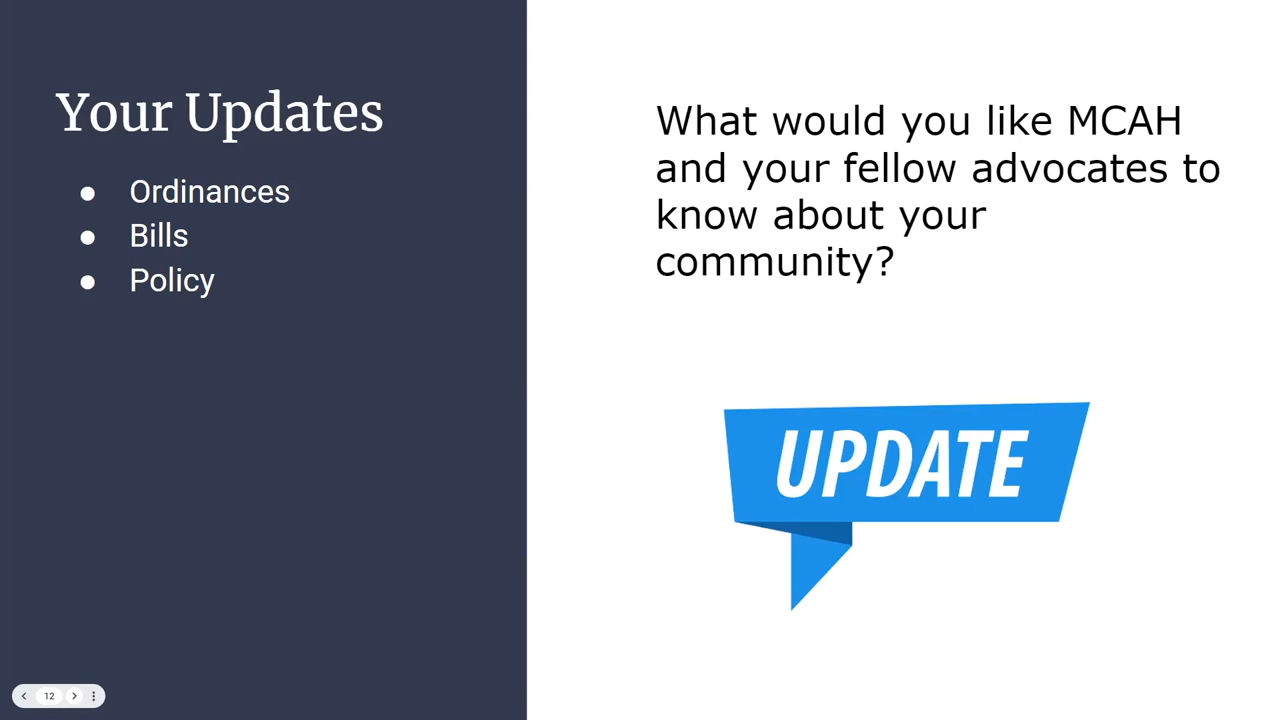 Your Updates
● Ordinances
● Bills
● Policy
What would you like MCAH
and your fellow advocates to
know about your
community?
UPDATE
12